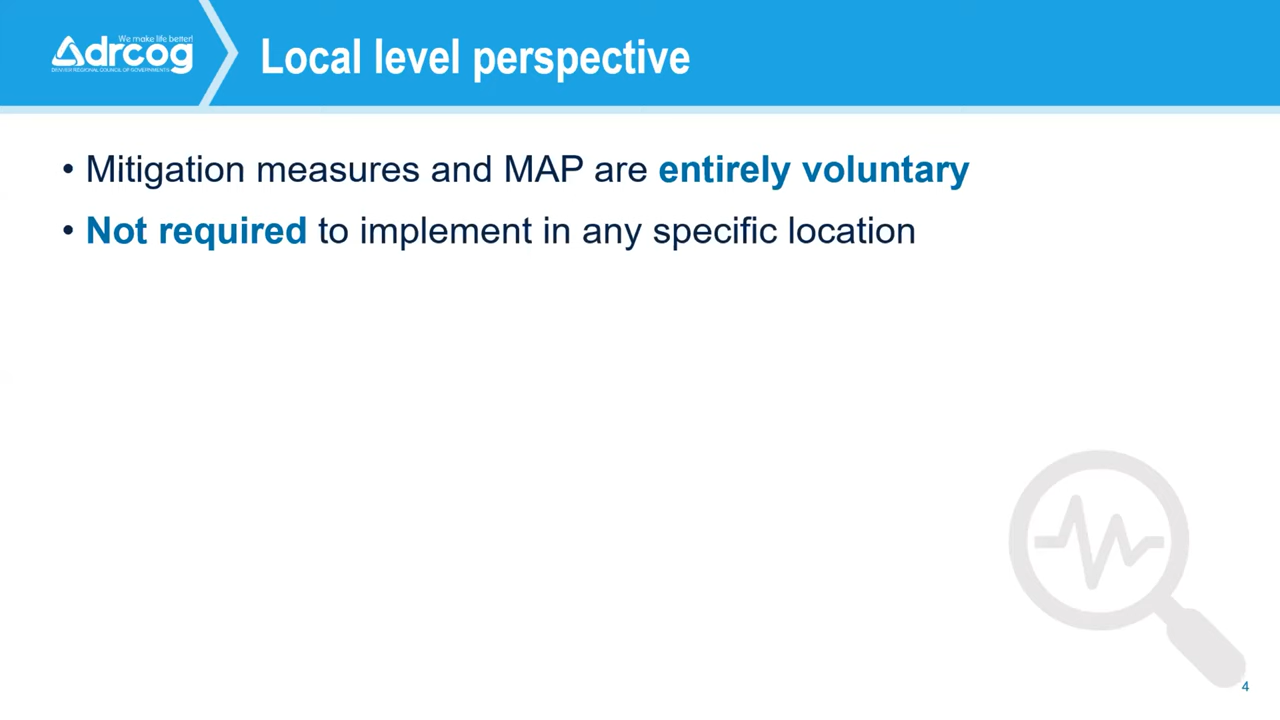 We make life better!
drcog
DENVER REGIONAL COUNCIL OF GOVERNMENTS
Local level perspective
• Mitigation measures and MAP are entirely voluntary
• Not required to implement in any specific location
4